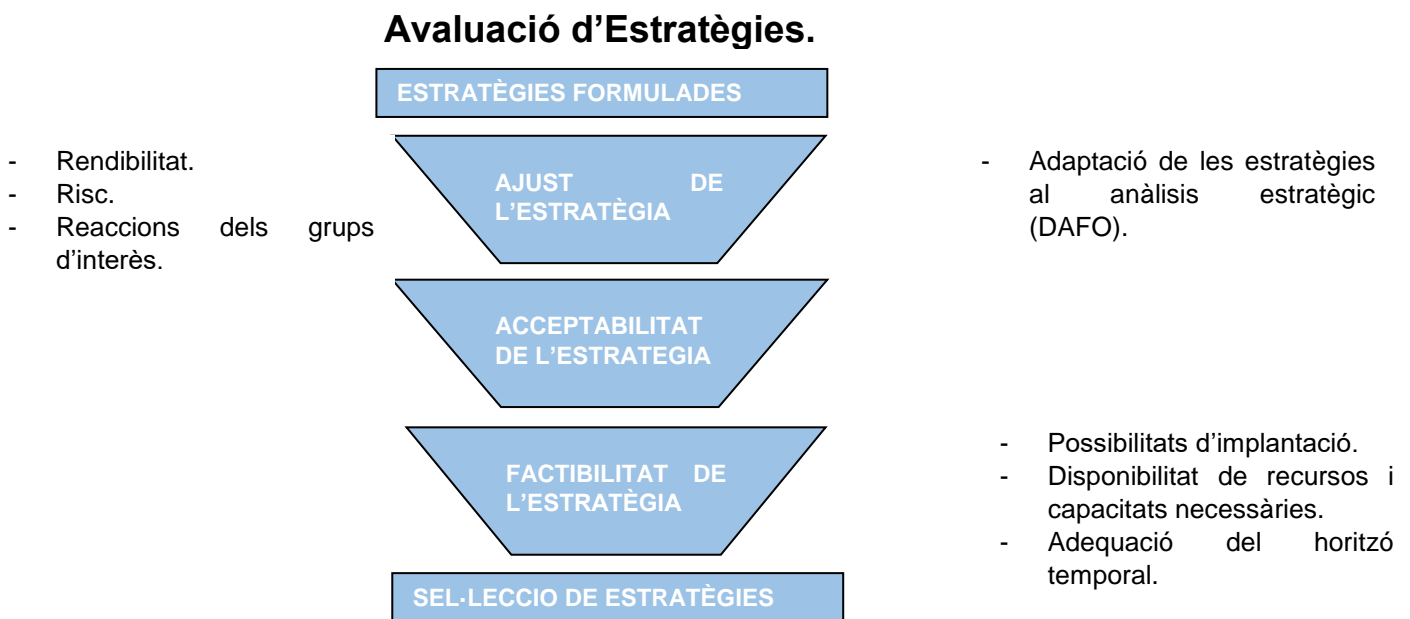 Avaluació d’Estratègies.
ESTRATÈGIES FORMULADES
- Rendibilitat.
- Risc.
- Reaccions dels grups
d’interès.
AJUST DE
L’ESTRATÈGIA
- Adaptació de les estratègies
al anàlisis estratègic
(DAFO).
ACCEPTABILITAT
DE L’ESTRATEGIA
FACTIBILITAT DE
L’ESTRATÈGIA
- Possibilitats d’implantació.
- Disponibilitat de recursos i
capacitats necessàries.
- Adequació del horitzó
temporal.
SEL·LECCIO DE ESTRATÈGIES